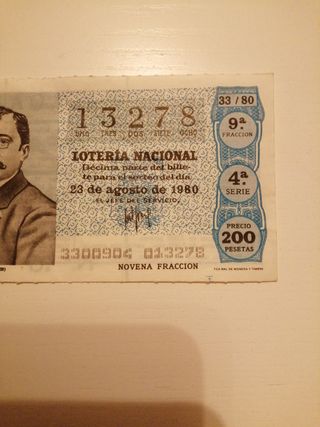 33 / 80
13278
UNO TRES DOS SIETE OCHO
9ª
FRACCION
LOTERÍA NACIONAL
Décima parte del bille-
te para el sorteo del día
23 de agosto de 1980
EL JEFE DEL SERVICIO,
4ª
SERIE
PRECIO
200
PESETAS
3300904 013278
NOVENA FRACCION